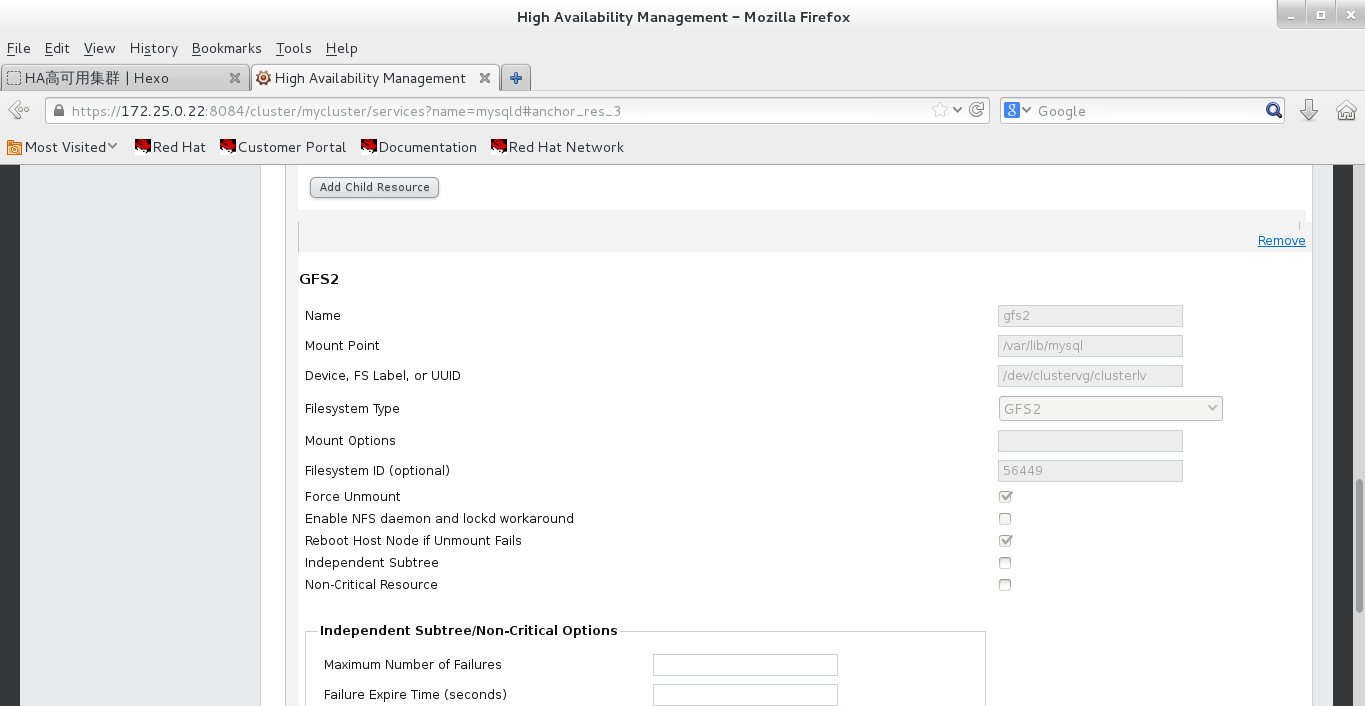 High Availability Management - Mozilla Firefox
File Edit View History Bookmarks Tools Help
HA高可用集群 | Hexo High Availability Management
https://172.25.0.22:8084/cluster/mycluster/services?name=mysqld#anchor_res_3 8 Google
Most Visited Red Hat Customer Portal Documentation Red Hat Network
Add Child Resource
Remove
GFS2
Name gfs2
Mount Point /var/lib/mysql
Device, FS Label, or UUID /dev/clustervg/clusterlv
Filesystem Type GFS2
Mount Options
Filesystem ID (optional) 56449
Force Unmount
Enable NFS daemon and lockd workaround
Reboot Host Node if Unmount Fails
Independent Subtree
Non-Critical Resource
Independent Subtree/Non-Critical Options
Maximum Number of Failures
Failure Expire Time (seconds)